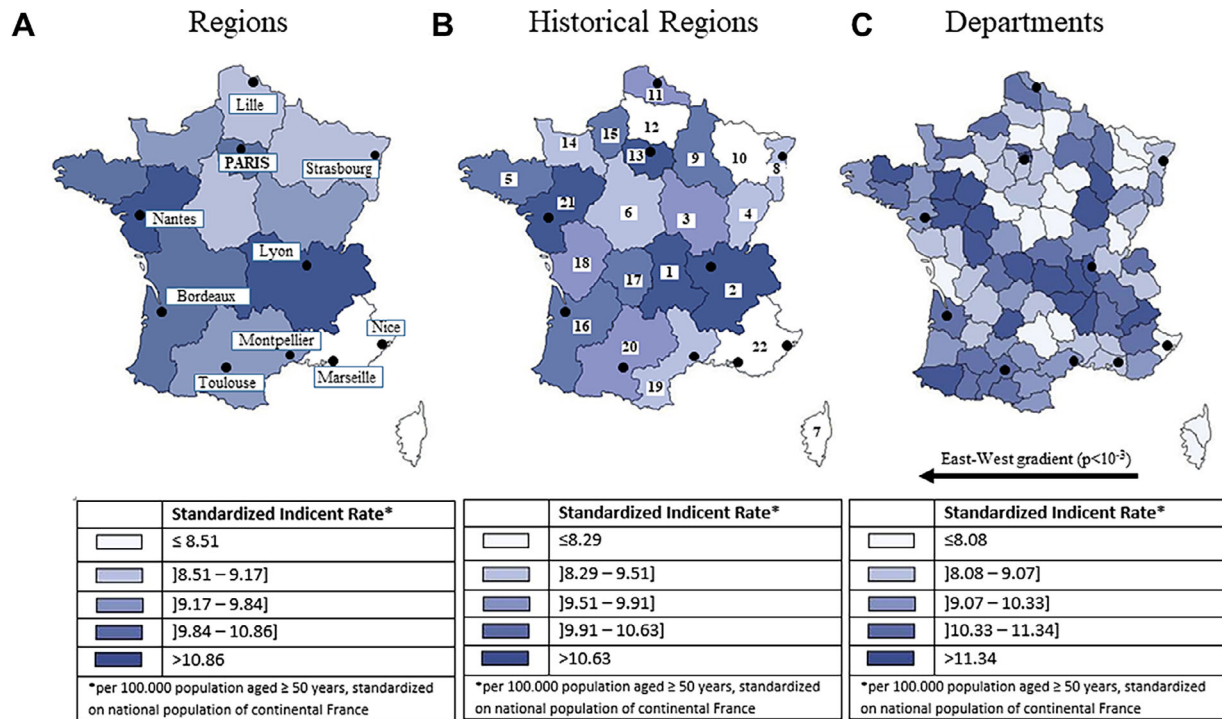 A
Regions
Lille
PARIS
Strasbourg
Nantes
Lyon
Bordeaux
Montpellier
Nice
Toulouse
Marseille
B
Historical Regions
11
12
15
14
13
9
10
8
5
21
6
3
4
18
17
1
2
16
20
22
19
7
C
Departments
East-West gradient (p<10-3)
Standardized Indicent Rate*
≤ 8.51
]8.51 – 9.17]
]9.17 – 9.84]
]9.84 – 10.86]
>10.86
*per 100.000 population aged ≥ 50 years, standardized
on national population of continental France
Standardized Indicent Rate*
≤8.29
]8.29 – 9.51]
]9.51 – 9.91]
]9.91 – 10.63]
>10.63
*per 100.000 population aged ≥ 50 years, standardized
on national population of continental France
Standardized Indicent Rate*
≤8.08
]8.08 – 9.07]
]9.07 – 10.33]
]10.33 – 11.34]
>11.34
*per 100.000 population aged ≥ 50 years, standardized
on national population of continental France